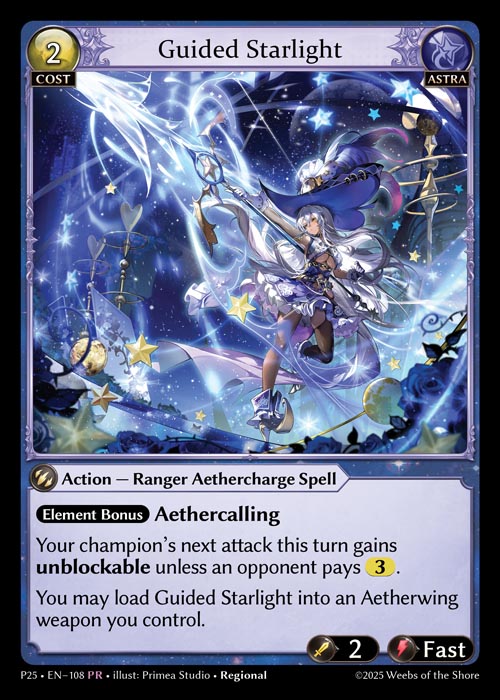 2
COST
Guided Starlight
ASTRA
Action — Ranger Aethercharge Spell
Element Bonus Aethercalling
Your champion's next attack this turn gains
unblockable unless an opponent pays 3.
You may load Guided Starlight into an Aetherwing
weapon you control.
2
Fast
P25 • EN–108 PR • illust: Primea Studio • Regional
©2025 Weebs of the Shore